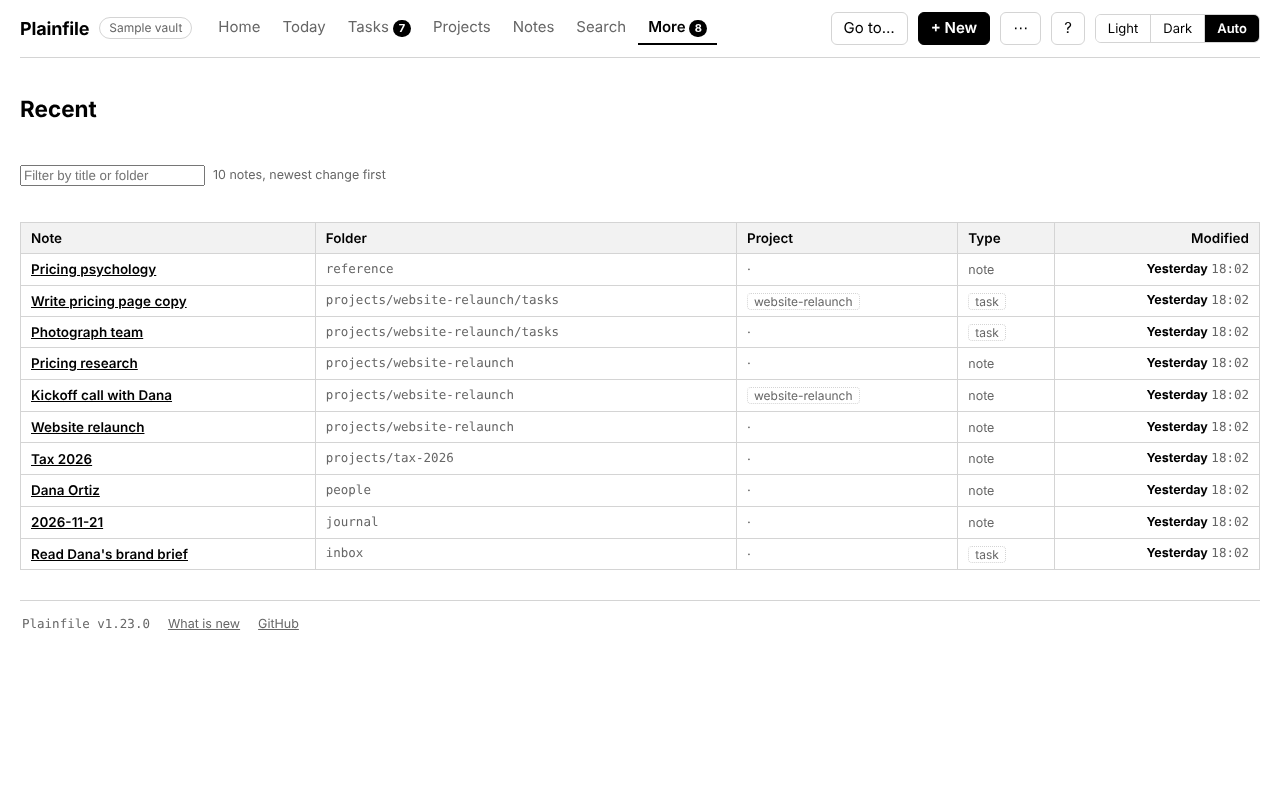 Plainfile Sample vault Home Today Tasks 7 Projects Notes Search More 8 Go to... + New ··· ? Light Dark Auto
Recent
Filter by title or folder 10 notes, newest change first
Note Folder Project Type Modified
Pricing psychology reference · note Yesterday 18:02
Write pricing page copy projects/website-relaunch/tasks website-relaunch task Yesterday 18:02
Photograph team projects/website-relaunch/tasks · task Yesterday 18:02
Pricing research projects/website-relaunch · note Yesterday 18:02
Kickoff call with Dana projects/website-relaunch website-relaunch note Yesterday 18:02
Website relaunch projects/website-relaunch · note Yesterday 18:02
Tax 2026 projects/tax-2026 · note Yesterday 18:02
Dana Ortiz people · note Yesterday 18:02
2026-11-21 journal · note Yesterday 18:02
Read Dana's brand brief inbox · task Yesterday 18:02
Plainfile v1.23.0 What is new GitHub